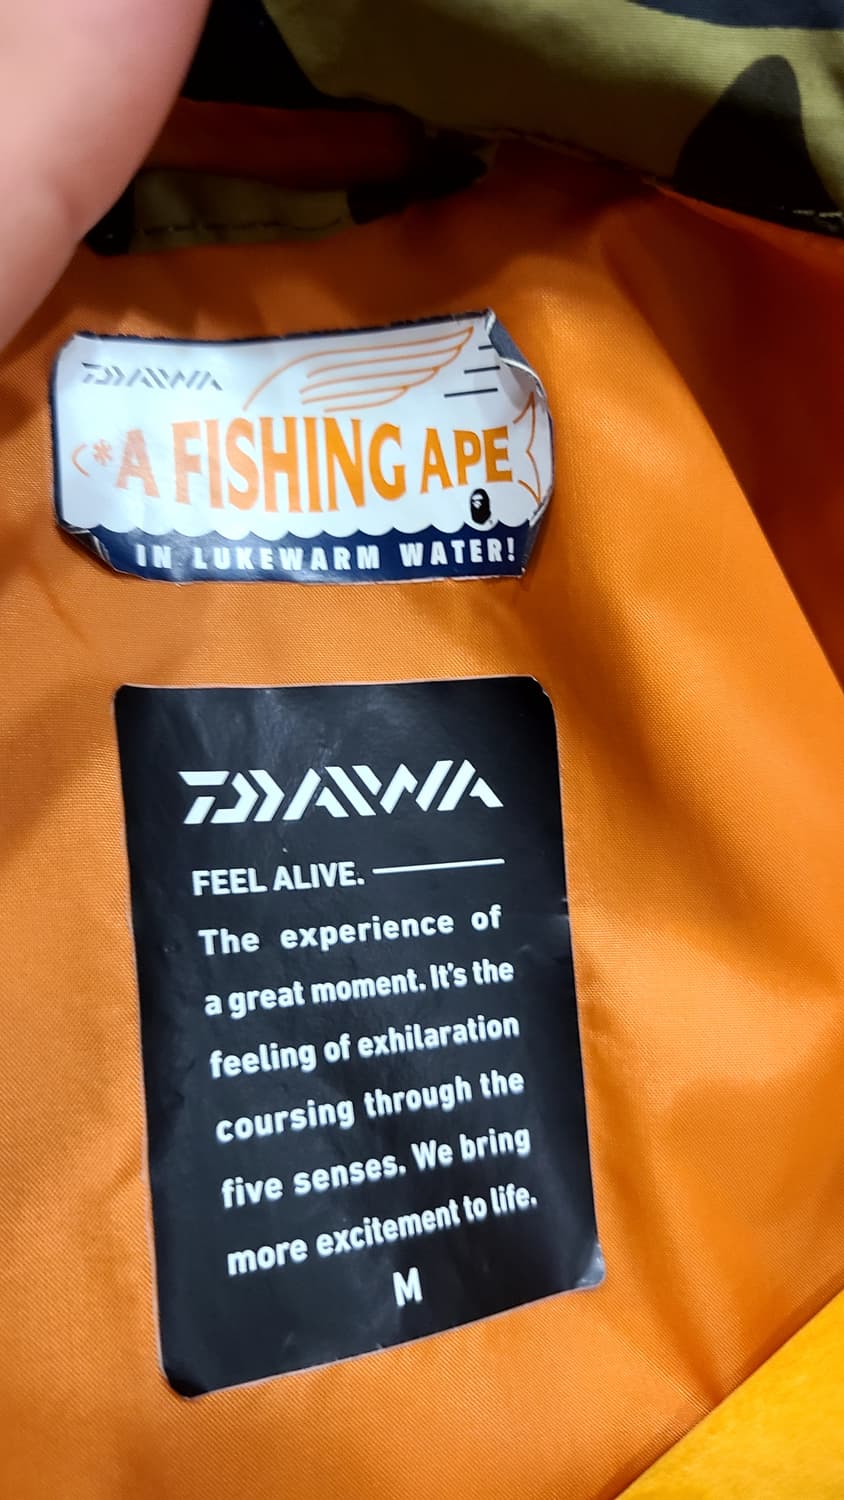 DAIWA
A FISHING APE
IN LUKEWARM WATER!
DAIWA
FEEL ALIVE.
The experience of
a great moment. It's the
feeling of exhilaration
coursing through the
five senses. We bring
more excitement to life.
M